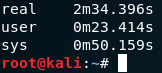 real    2m34.396s
user    0m23.414s
sys     0m50.159s
root@kali:~#